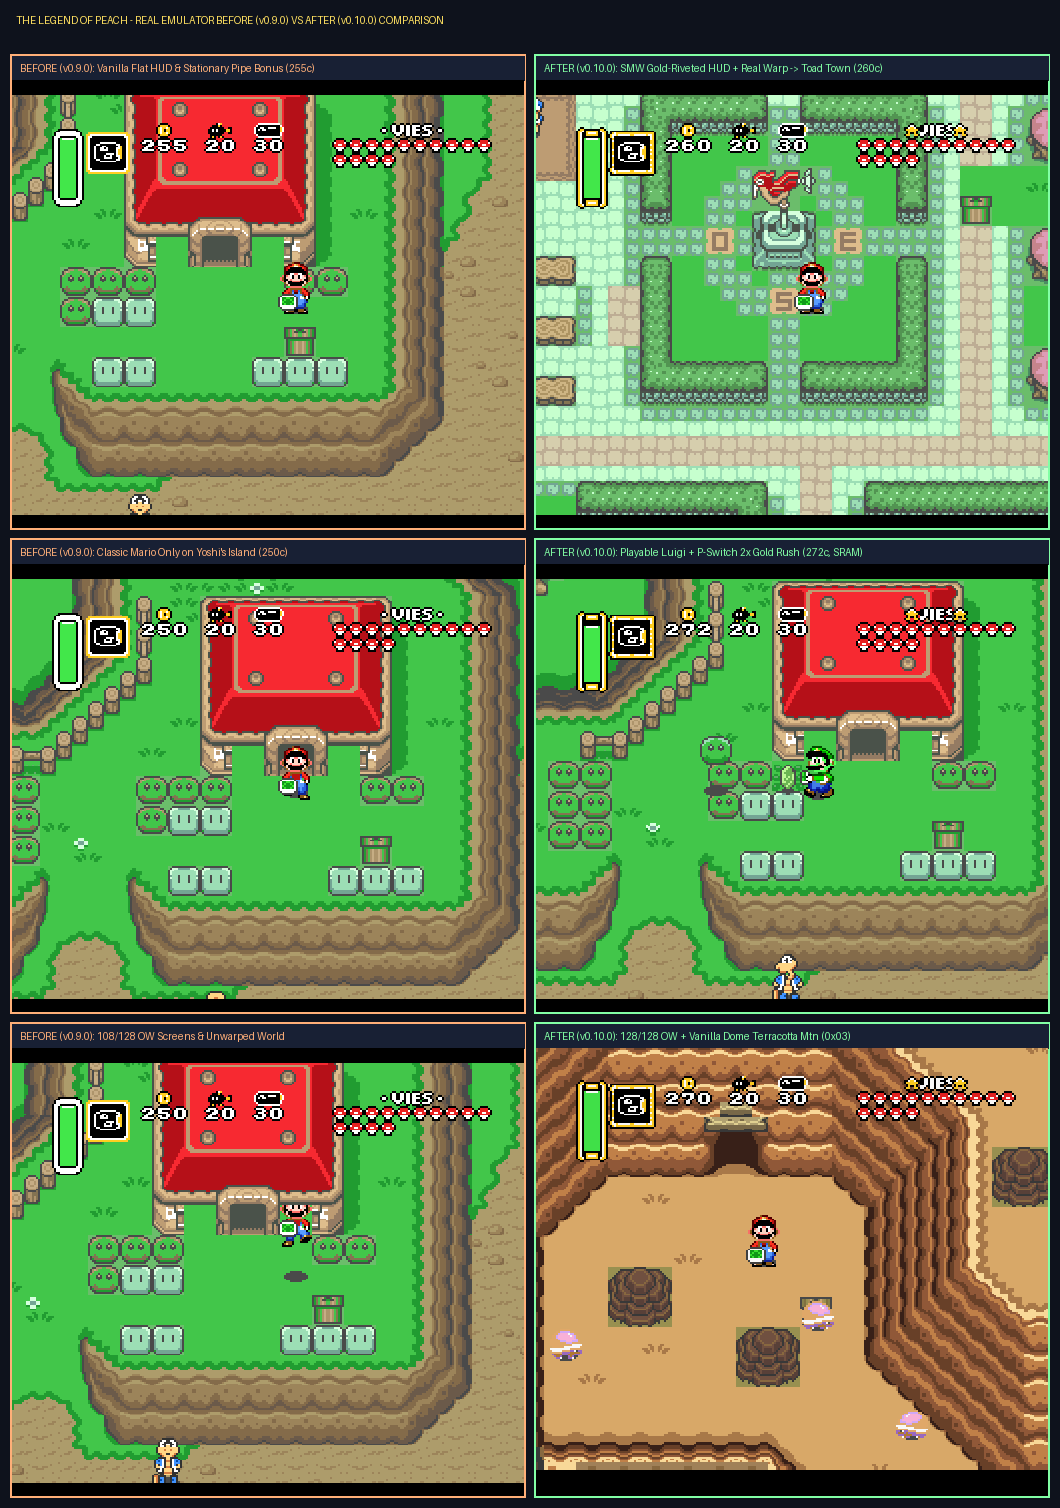 THE LEGEND OF PEACH - REAL EMULATOR BEFORE (v0.9.0) VS AFTER (v0.10.0) COMPARISON
BEFORE (v0.9.0): Vanilla Flat HUD & Stationary Pipe Bonus (255c)
255 20 30
· VIES ·
AFTER (v0.10.0): SMW Gold-Riveted HUD + Real Warp -> Toad Town (260c)
260 20 30
VIES
O E
S
BEFORE (v0.9.0): Classic Mario Only on Yoshi's Island (250c)
250 20 30
· VIES ·
AFTER (v0.10.0): Playable Luigi + P-Switch 2x Gold Rush (272c, SRAM)
272 20 30
VIES
BEFORE (v0.9.0): 108/128 OW Screens & Unwarped World
250 20 30
· VIES ·
AFTER (v0.10.0): 128/128 OW + Vanilla Dome Terracotta Mtn (0x03)
270 20 30
VIES